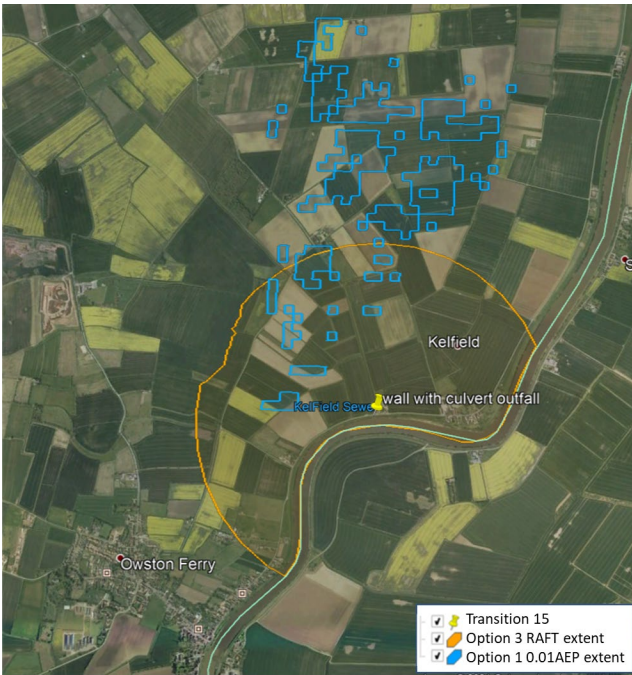 Kelfield
wall with culvert outfall
KelField Sewe
Owston Ferry
S
Transition 15
Option 3 RAFT extent
Option 1 0.01AEP extent